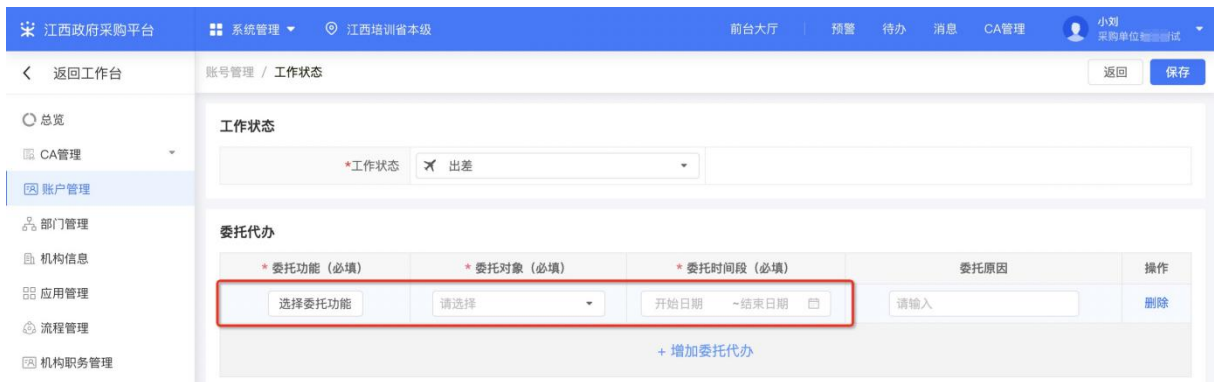 江西政府采购平台 系统管理 江西培训省本级 前台大厅 预警 待办 消息 CA管理 小刘
采购单位 试
返回工作台 账号管理 / 工作状态 返回 保存
总览 工作状态
CA管理 *工作状态 出差
账户管理
部门管理 委托代办
机构信息 * 委托功能（必填） * 委托对象（必填） * 委托时间段（必填） 委托原因 操作
应用管理 选择委托功能 请选择 开始日期 ~结束日期 请输入 删除
流程管理
机构职务管理 + 增加委托代办